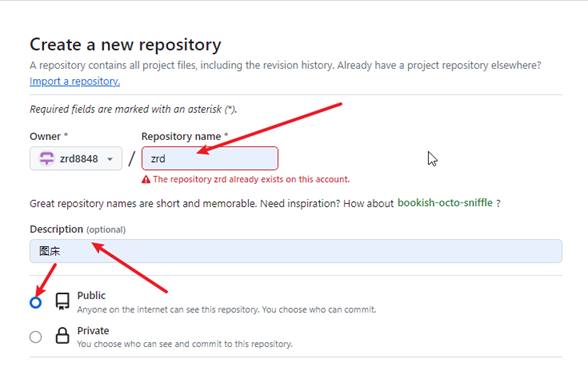 Create a new repository
A repository contains all project files, including the revision history. Already have a project repository elsewhere?
Import a repository.
Required fields are marked with an asterisk (*).
Owner * Repository name *
zrd8848 / zrd
The repository zrd already exists on this account.
Great repository names are short and memorable. Need inspiration? How about bookish-octo-sniffle ?
Description (optional)
图床
Public
Anyone on the internet can see this repository. You choose who can commit.
Private
You choose who can see and commit to this repository.